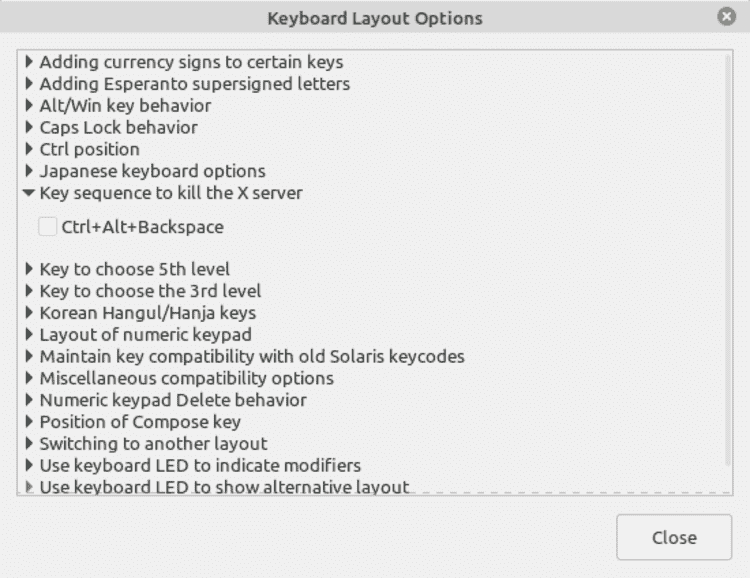 Keyboard Layout Options
Adding currency signs to certain keys
Adding Esperanto supersigned letters
Alt/Win key behavior
Caps Lock behavior
Ctrl position
Japanese keyboard options
Key sequence to kill the X server
Ctrl+Alt+Backspace
Key to choose 5th level
Key to choose the 3rd level
Korean Hangul/Hanja keys
Layout of numeric keypad
Maintain key compatibility with old Solaris keycodes
Miscellaneous compatibility options
Numeric keypad Delete behavior
Position of Compose key
Switching to another layout
Use keyboard LED to indicate modifiers
Use keyboard LED to show alternative layout
Close